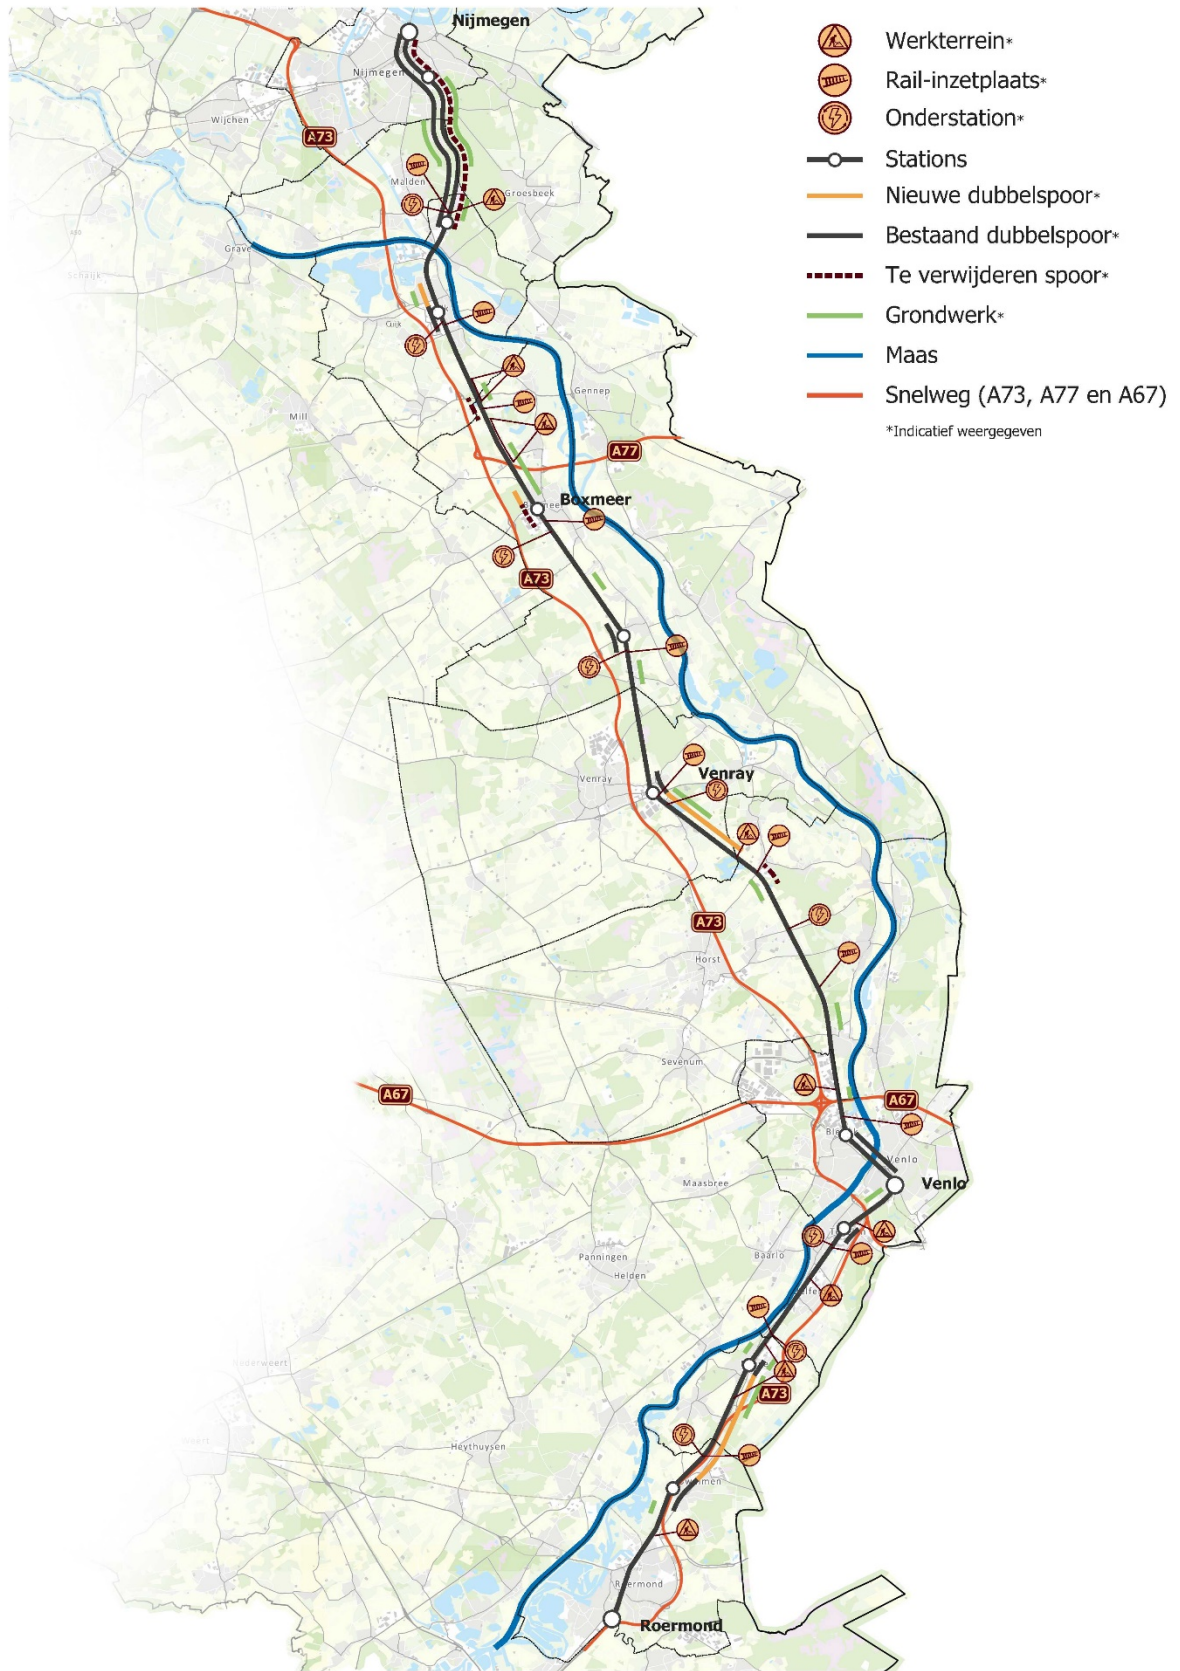 Nijmegen
Nijmegen
Wijchen
A73
Malden
Groesbeek
Grave
Schaijk
Cuijk
Gennep
Mill
A77
Boxmeer
A73
Venray
Venray
A73
Horst
Sevenum
A67
A67
Venlo
Venlo
Maasbree
Baarlo
Panningen
Helden
A73
Heythuysen
Roermond
Roermond
Werkterrein*
Rail-inzetplaats*
Onderstation*
Stations
Nieuwe dubbelspoor*
Bestaand dubbelspoor*
Te verwijderen spoor*
Grondwerk*
Maas
Snelweg (A73, A77 en A67)
*Indicatief weergegeven